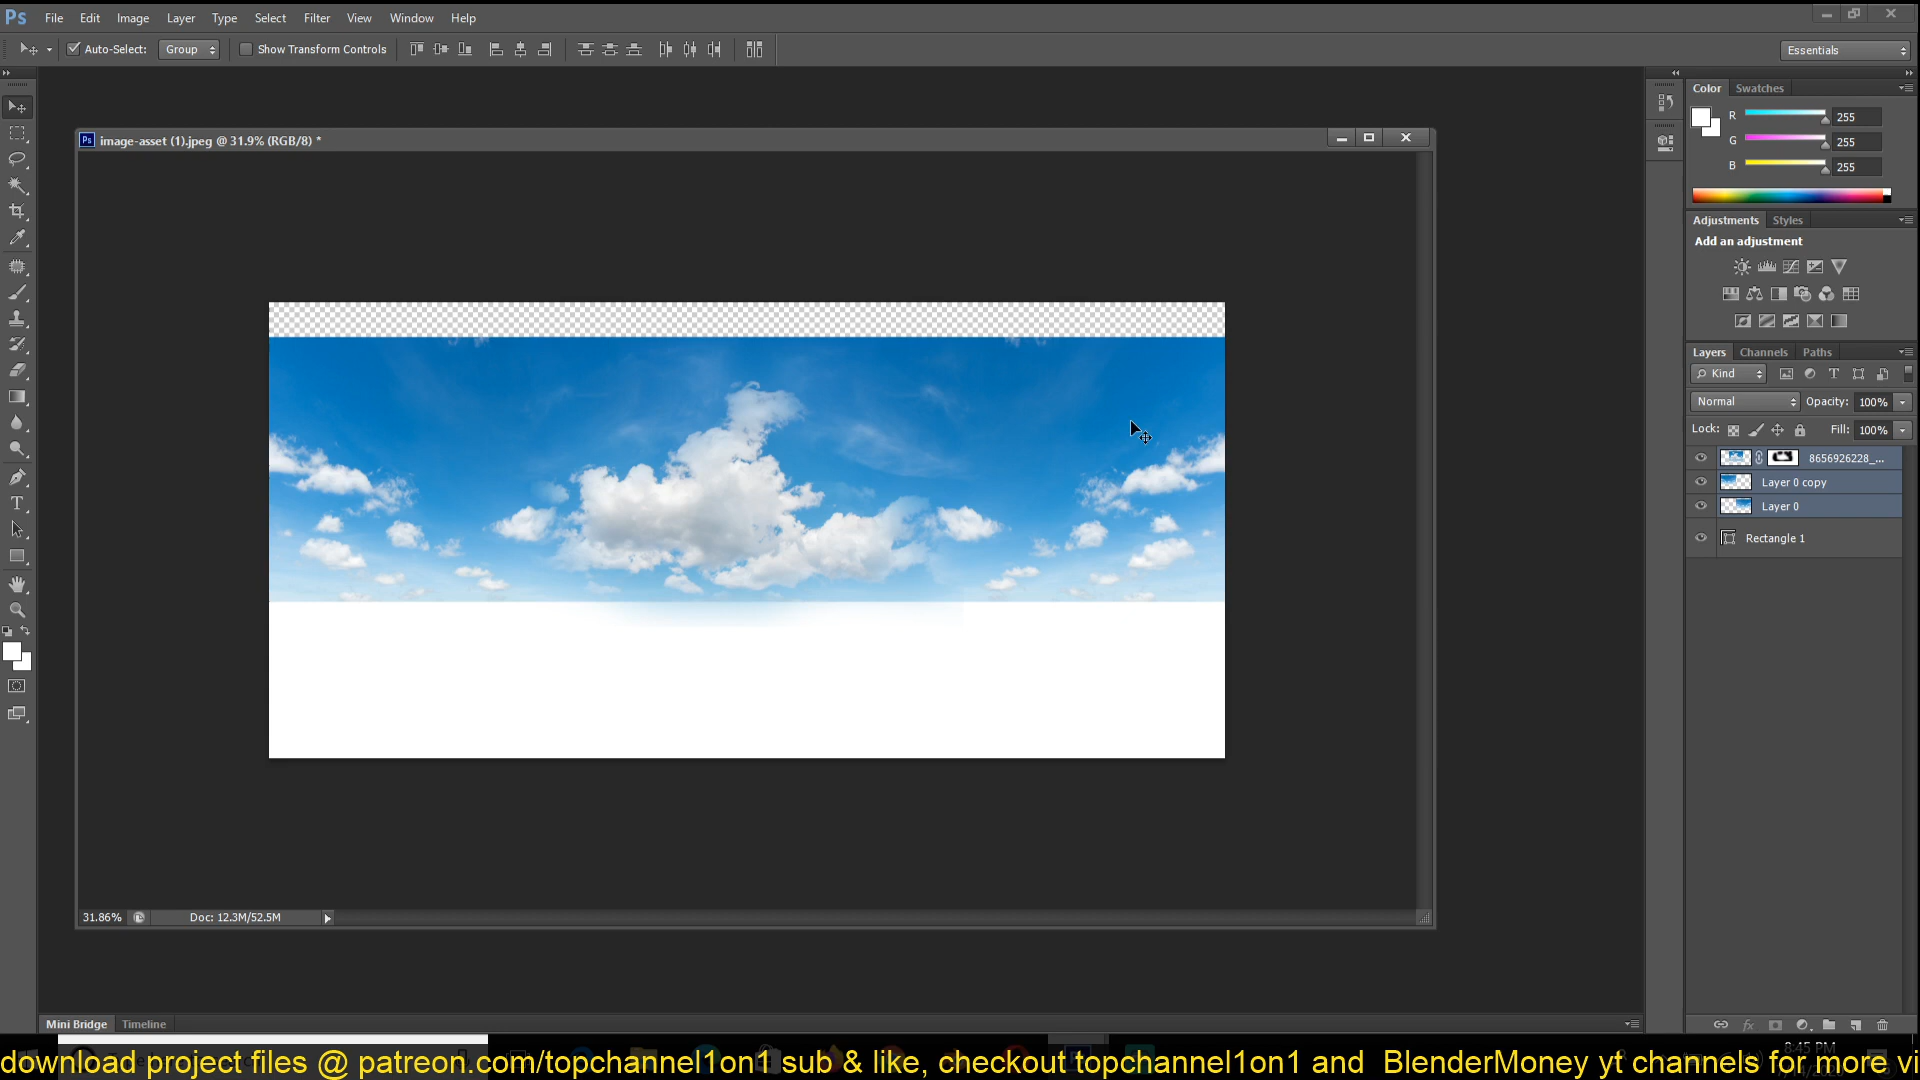 Ps File Edit Image Layer Type Select Filter View Window Help
Auto-Select: Group Show Transform Controls Essentials
Color Swatches
R 255
G 255
B 255
Adjustments Styles
Add an adjustment
Layers Channels Paths
Kind
Normal Opacity: 100%
Lock: Fill: 100%
8656926228_...
Layer 0 copy
Layer 0
Rectangle 1
Ps image-asset (1).jpeg @ 31.9% (RGB/8) *
31.86% Doc: 12.3M/52.5M
Mini Bridge Timeline
8:45 PM
download project files @ patreon.com/topchannel1on1 sub & like, checkout topchannel1on1 and BlenderMoney yt channels for more vi